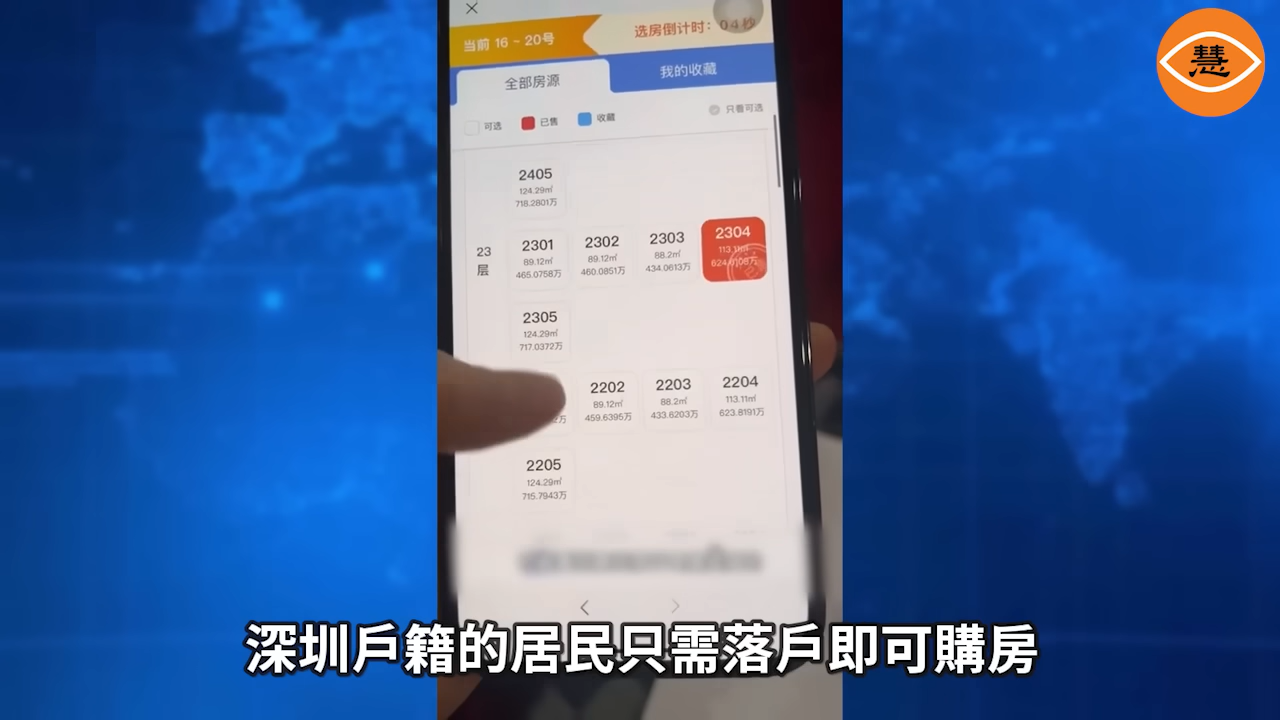 慧
当前 16 ~ 20号
选房倒计时: 04秒
全部房源
我的收藏
可选
已售
收藏
只看可选
2405
124.29㎡
718.2801万
23层
2301
89.12㎡
465.0758万
2302
89.12㎡
460.0851万
2303
88.2㎡
434.0613万
2304
113.11㎡
2305
124.29㎡
717.0372万
2202
89.12㎡
459.6395万
2203
88.2㎡
433.6203万
2204
113.11㎡
623.8191万
2205
124.29㎡
715.7943万
深圳戶籍的居民只需落戶即可購房